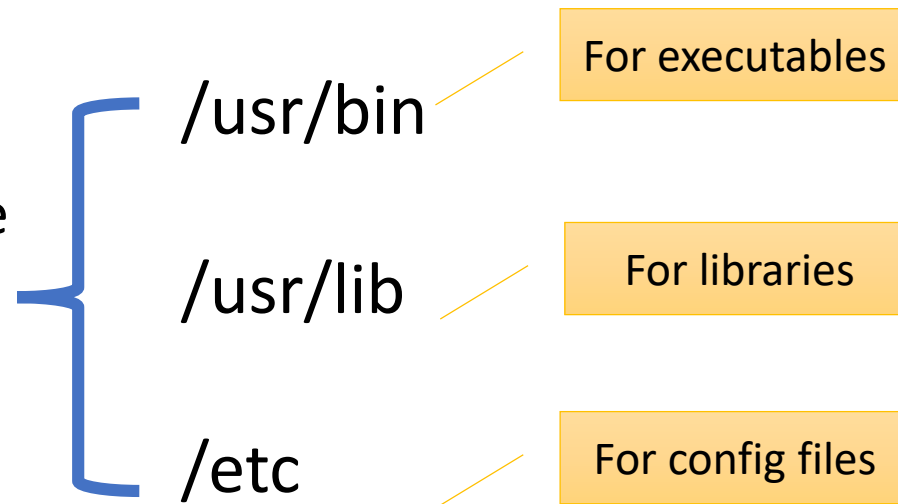 For executables
/usr/bin
e
/usr/lib
For libraries
/etc
For config files